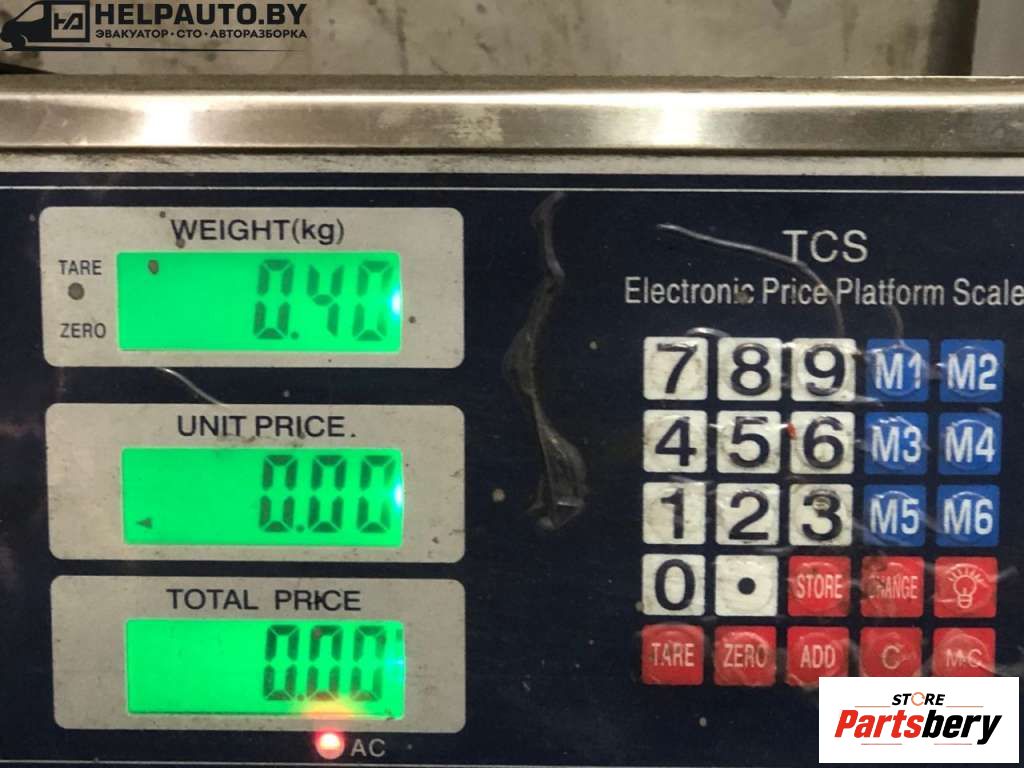 HELPAUTO.BY
ЭВАКУАТОР • СТО • АВТОРАЗБОРКА
WEIGHT(kg)
TARE
ZERO
0.40
TCS
Electronic Price Platform Scale
UNIT PRICE.
0.00
TOTAL PRICE
0.00
AC
7 8 9 M1 M2
4 5 6 M3 M4
1 2 3 M5 M6
0 . STORE CHANGE
TARE ZERO ADD C MC
STORE
Partsbery